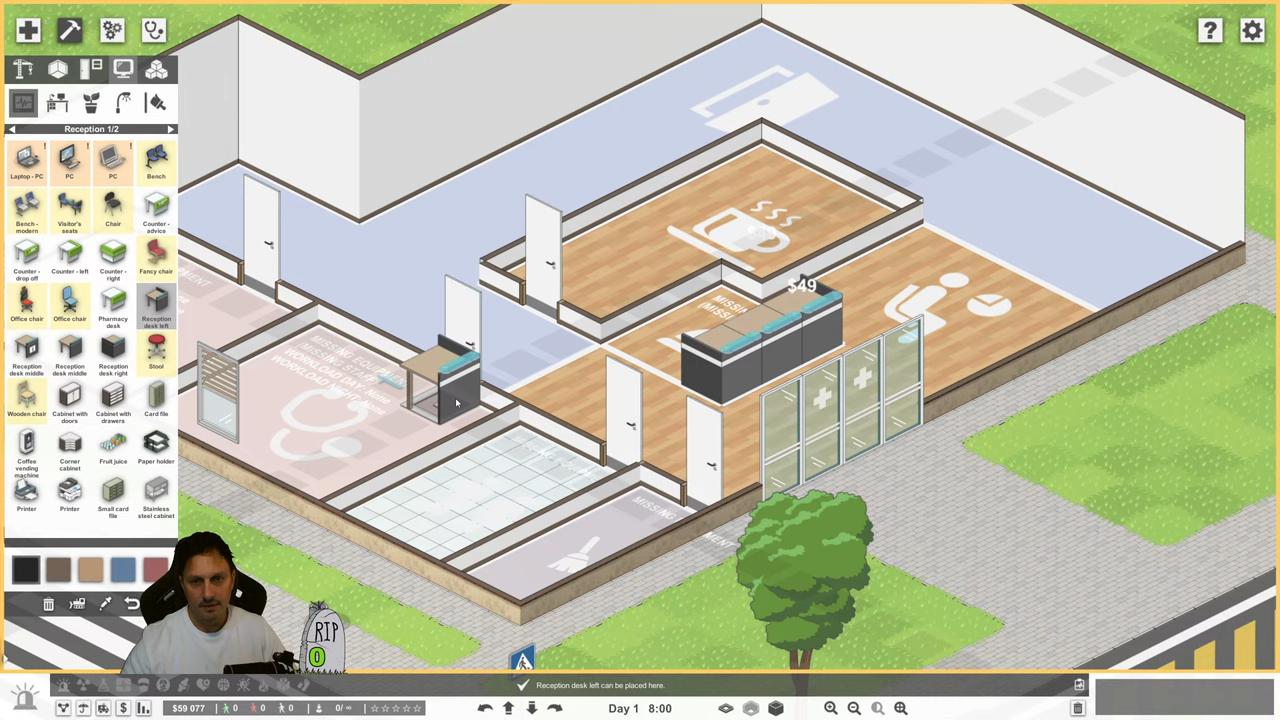 Reception 1/2
Laptop - PC
PC
PC
Bench
Bench - modern
Visitor's seats
Chair
Counter - advice
Counter - drop off
Counter - left
Counter - right
Fancy chair
Office chair
Office chair
Pharmacy desk
Reception desk left
Reception desk middle
Reception desk middle
Reception desk right
Stool
Wooden chair
Cabinet with doors
Cabinet with drawers
Card file
Coffee vending machine
Corner cabinet
Fruit juice
Paper holder
Printer
Printer
Small card file
Stainless steel cabinet
$49
MISSING
RIP
0
Reception desk left can be placed here.
$59 077
0
0
0
0/∞
Day 1 8:00
?